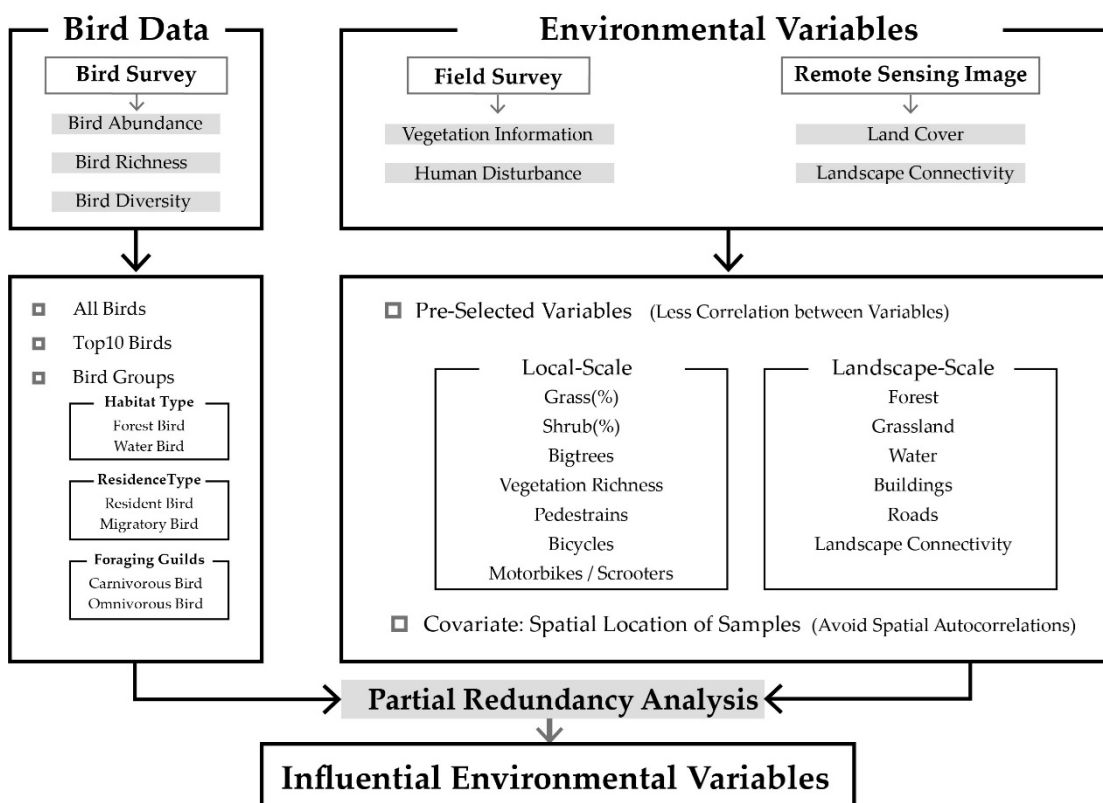 Bird Data
Bird Survey
Bird Abundance
Bird Richness
Bird Diversity
Environmental Variables
Field Survey
Vegetation Information
Human Disturbance
Remote Sensing Image
Land Cover
Landscape Connectivity
All Birds
Top10 Birds
Bird Groups
Habitat Type
Forest Bird
Water Bird
ResidenceType
Resident Bird
Migratory Bird
Foraging Guilds
Carnivorous Bird
Omnivorous Bird
Pre-Selected Variables (Less Correlation between Variables)
Local-Scale
Grass(%)
Shrub(%)
Bigtrees
Vegetation Richness
Pedestrains
Bicycles
Motorbikes / Scrooters
Landscape-Scale
Forest
Grassland
Water
Buildings
Roads
Landscape Connectivity
Covariate: Spatial Location of Samples (Avoid Spatial Autocorrelations)
Partial Redundancy Analysis
Influential Environmental Variables